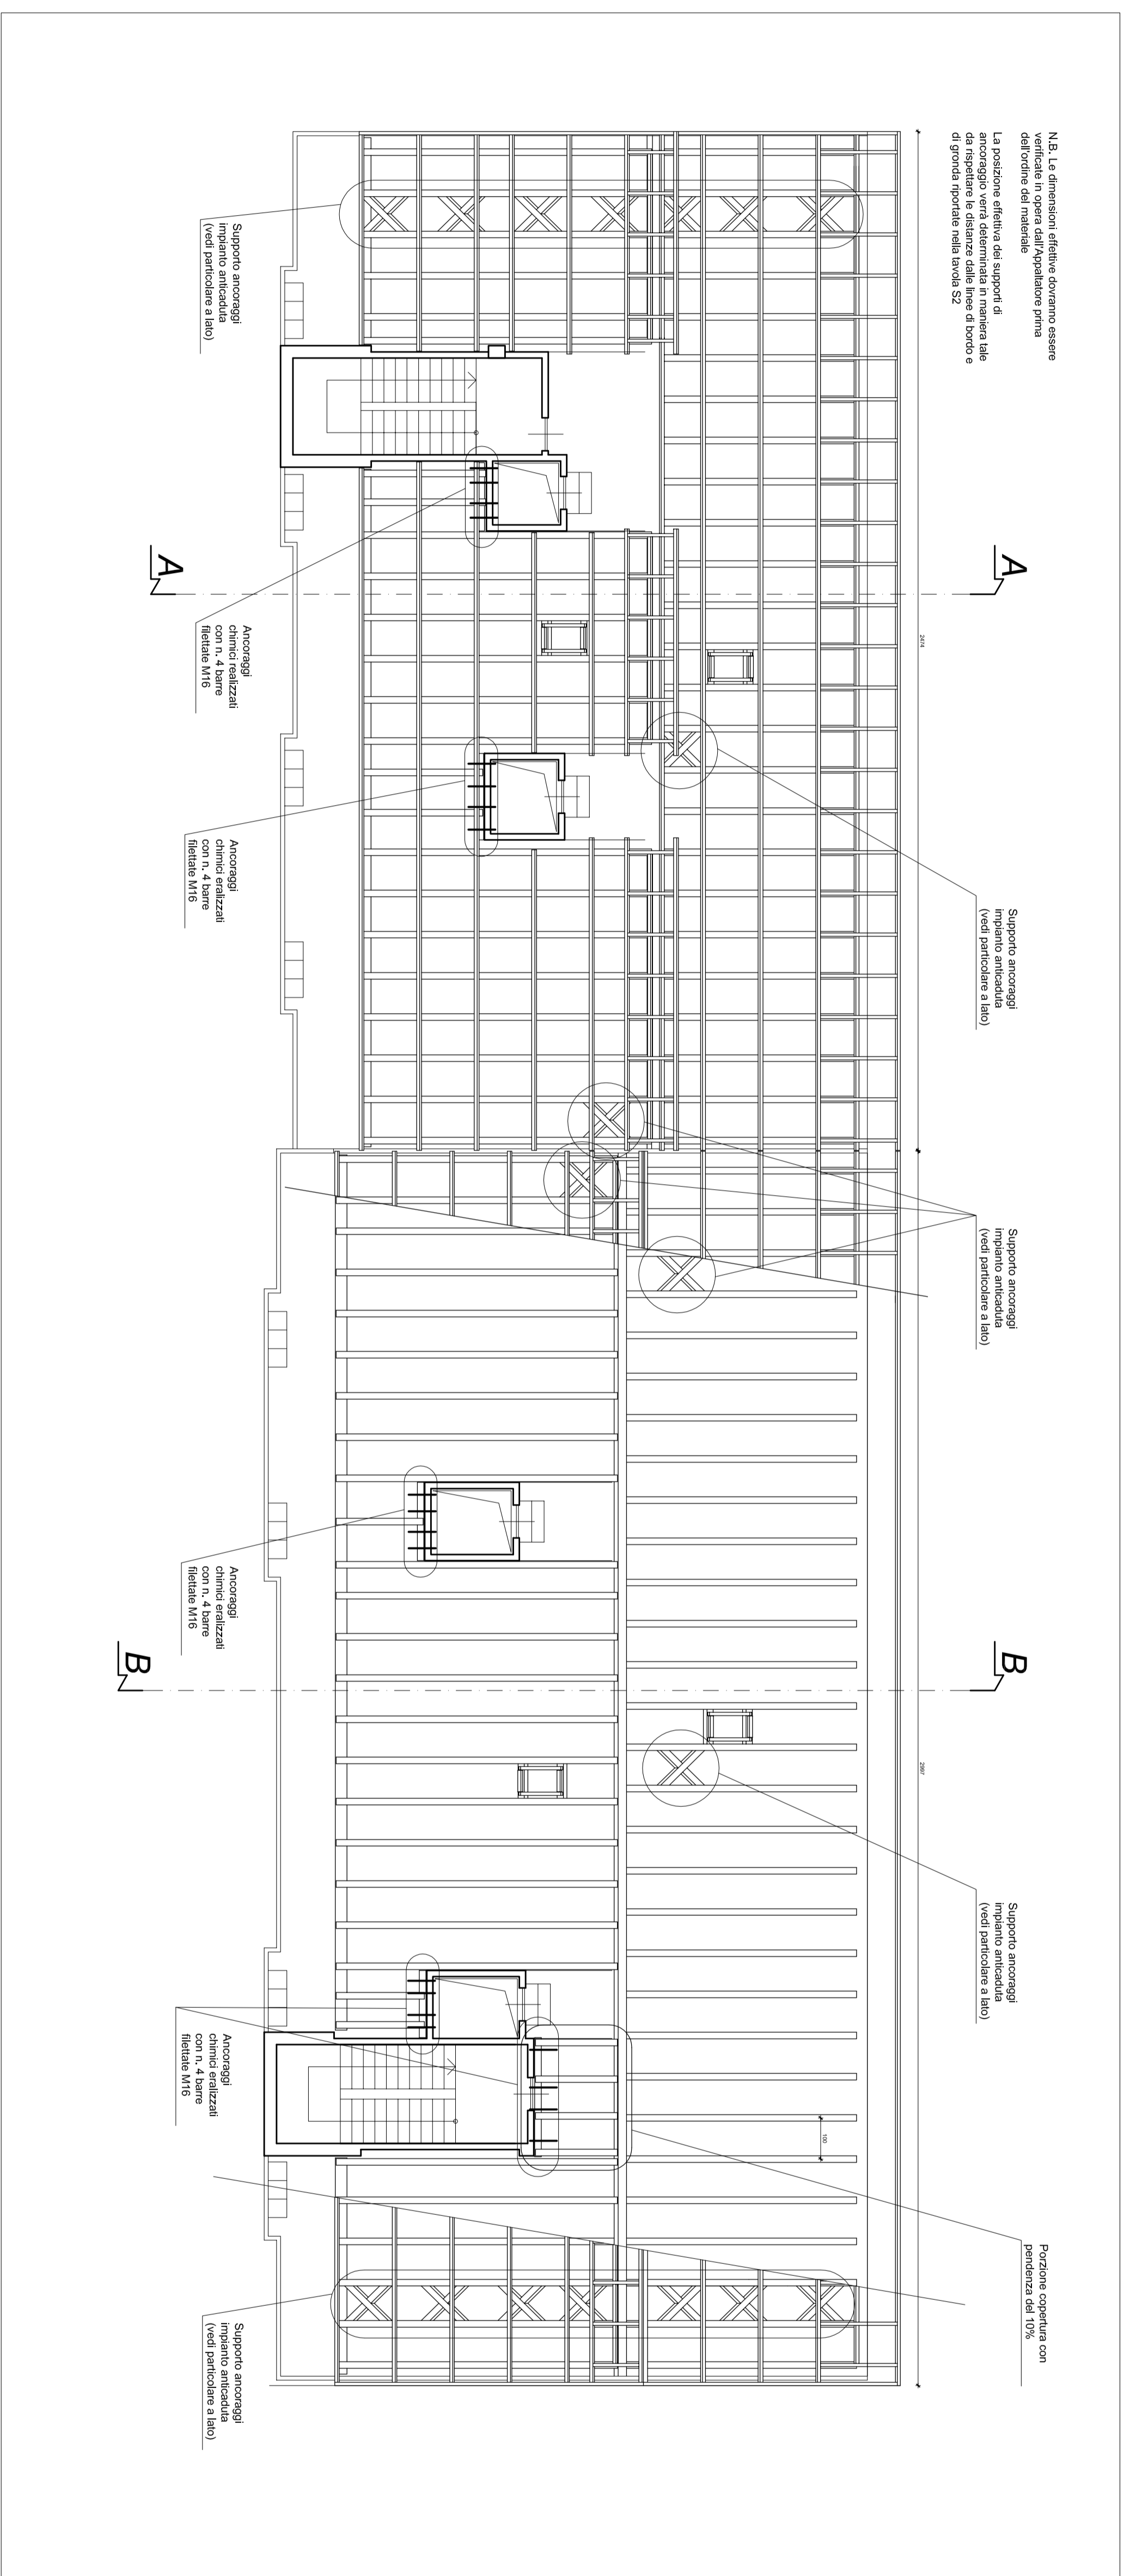 N.B. Le dimensioni effettive dovranno essere
verificate in opera dall'Appaltatore prima
dell'ordine del materiale
La posizione effettiva dei supporti di
ancoraggio verrà determinata in maniera tale
da rispettare le distanze dalle linee di bordo e
di gronda riportate nella tavola S2
A
2474
Supporto ancoraggi
impianto anticaduta
(vedi particolare a lato)
Supporto ancoraggi
impianto anticaduta
(vedi particolare a lato)
B
2987
Supporto ancoraggi
impianto anticaduta
(vedi particolare a lato)
Porzione copertura con
pendenza del 10%
100
Supporto ancoraggi
impianto anticaduta
(vedi particolare a lato)
A
Ancoraggi
chimici realizzati
con n. 4 barre
filettate M16
Ancoraggi
chimici eralizzati
con n. 4 barre
filettate M16
Ancoraggi
chimici eralizzati
con n. 4 barre
filettate M16
B
Ancoraggi
chimici eralizzati
con n. 4 barre
filettate M16
Supporto ancoraggi
impianto anticaduta
(vedi particolare a lato)